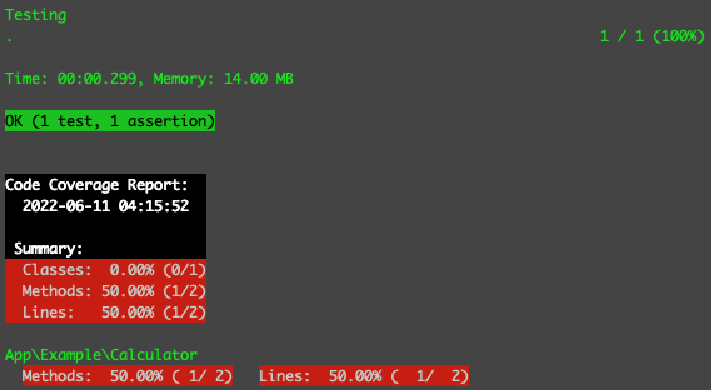 Testing
. 1 / 1 (100%)
Time: 00:00.299, Memory: 14.00 MB
OK (1 test, 1 assertion)
Code Coverage Report:
2022-06-11 04:15:52
Summary:
Classes: 0.00% (0/1)
Methods: 50.00% (1/2)
Lines: 50.00% (1/2)
App\Example\Calculator
Methods: 50.00% ( 1/ 2) Lines: 50.00% ( 1/ 2)